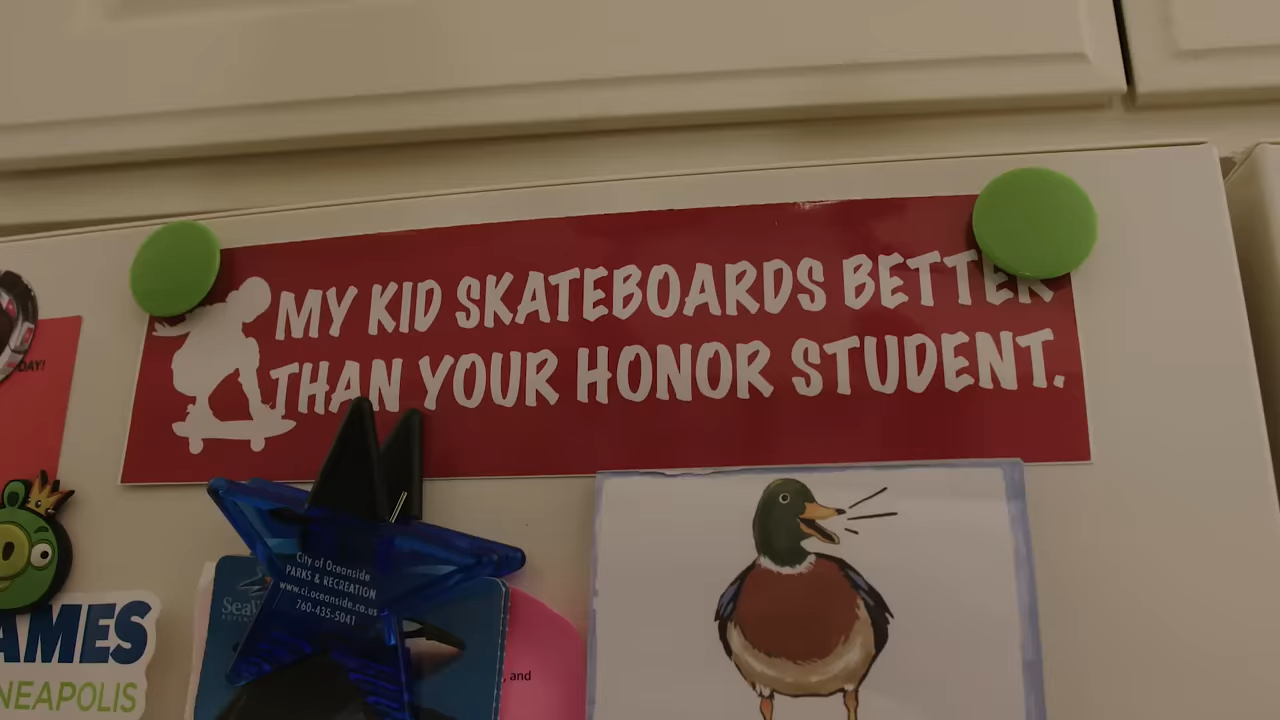 MY KID SKATEBOARDS BETTER
THAN YOUR HONOR STUDENT.
DAY!
City of Oceanside
PARKS & RECREATION
www.ci.oceanside.ca.us
760-435-5041
, and
AMES
NEAPOLIS